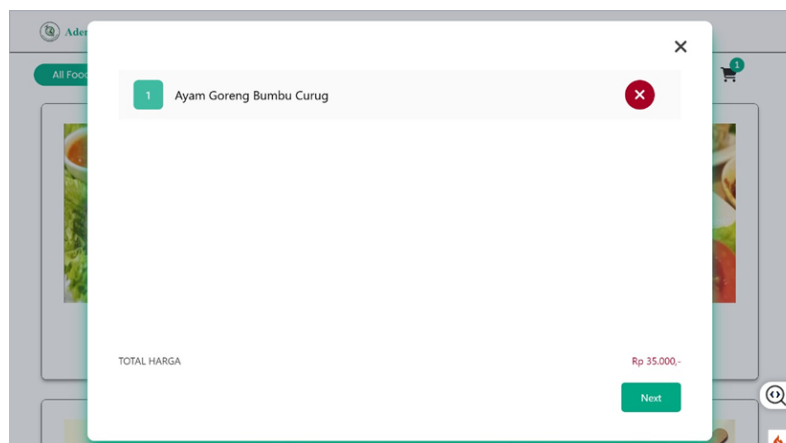 Ader
All Food
1
1 Ayam Goreng Bumbu Curug
TOTAL HARGA Rp 35.000,-
Next